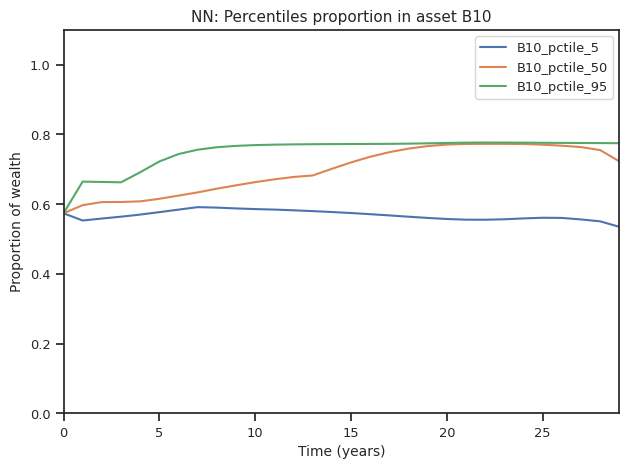 NN: Percentiles proportion in asset B10
B10_pctile_5
B10_pctile_50
B10_pctile_95
Proportion of wealth
1.0
0.8
0.6
0.4
0.2
0.0
0 5 10 15 20 25
Time (years)